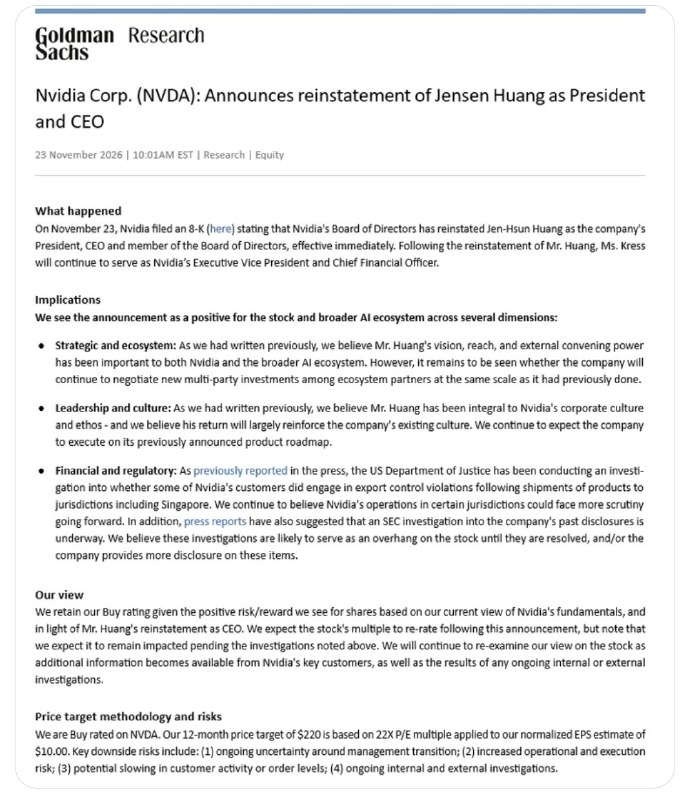 Goldman Research
Sachs
Nvidia Corp. (NVDA): Announces reinstatement of Jensen Huang as President
and CEO
23 November 2026 | 10:01AM EST | Research | Equity
What happened
On November 23, Nvidia filed an 8-K (here) stating that Nvidia's Board of Directors has reinstated Jen-Hsun Huang as the company's
President, CEO and member of the Board of Directors, effective immediately. Following the reinstatement of Mr. Huang, Ms. Kress
will continue to serve as Nvidia's Executive Vice President and Chief Financial Officer.
Implications
We see the announcement as a positive for the stock and broader AI ecosystem across several dimensions:
● Strategic and ecosystem: As we had written previously, we believe Mr. Huang's vision, reach, and external convening power
has been important to both Nvidia and the broader AI ecosystem. However, it remains to be seen whether the company will
continue to negotiate new multi-party investments among ecosystem partners at the same scale as it had previously done.
● Leadership and culture: As we had written previously, we believe Mr. Huang has been integral to Nvidia's corporate culture
and ethos - and we believe his return will largely reinforce the company's existing culture. We continue to expect the company
to execute on its previously announced product roadmap.
● Financial and regulatory: As previously reported in the press, the US Department of Justice has been conducting an investi-
gation into whether some of Nvidia's customers did engage in export control violations following shipments of products to
jurisdictions including Singapore. We continue to believe Nvidia's operations in certain jurisdictions could face more scrutiny
going forward. In addition, press reports have also suggested that an SEC investigation into the company's past disclosures is
underway. We believe these investigations are likely to serve as an overhang on the stock until they are resolved, and/or the
company provides more disclosure on these items.
Our view
We retain our Buy rating given the positive risk/reward we see for shares based on our current view of Nvidia's fundamentals, and
in light of Mr. Huang's reinstatement as CEO. We expect the stock's multiple to re-rate following this announcement, but note that
we expect it to remain impacted pending the investigations noted above. We will continue to re-examine our view on the stock as
additional information becomes available from Nvidia's key customers, as well as the results of any ongoing internal or external
investigations.
Price target methodology and risks
We are Buy rated on NVDA. Our 12-month price target of $220 is based on 22X P/E multiple applied to our normalized EPS estimate of
$10.00. Key downside risks include: (1) ongoing uncertainty around management transition; (2) increased operational and execution
risk; (3) potential slowing in customer activity or order levels; (4) ongoing internal and external investigations.